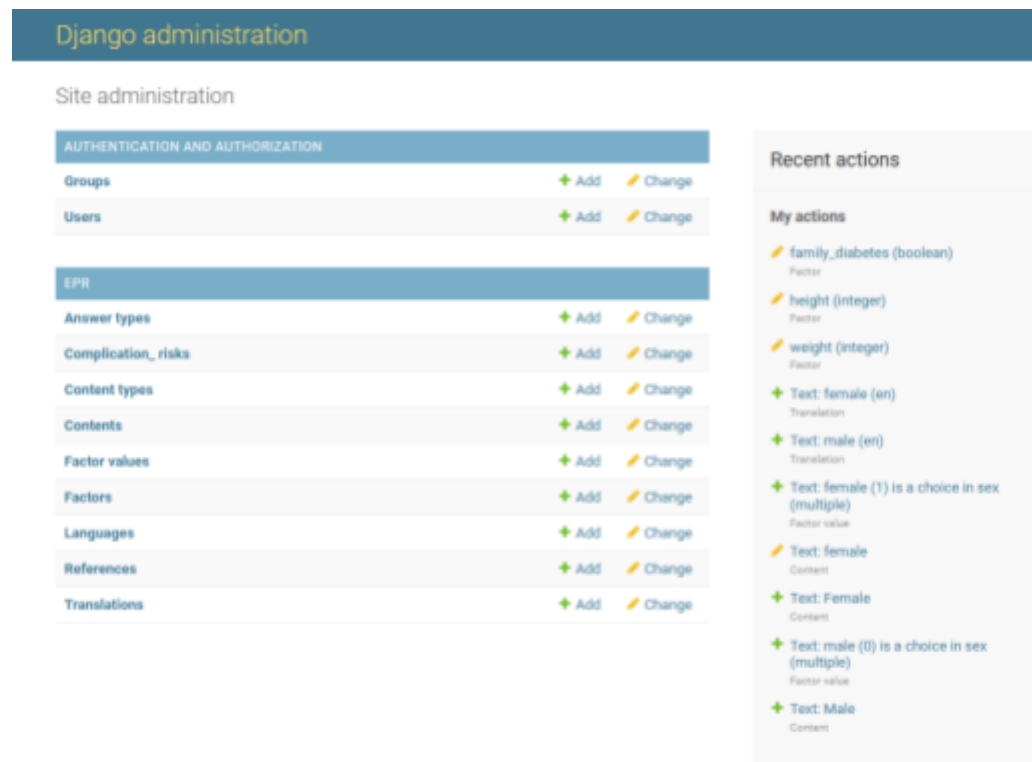 Django administration
Site administration
AUTHENTICATION AND AUTHORIZATION
Groups Add Change
Users Add Change
EPR
Answer types Add Change
Complication_ risks Add Change
Content types Add Change
Contents Add Change
Factor values Add Change
Factors Add Change
Languages Add Change
References Add Change
Translations Add Change
Recent actions
My actions
family_diabetes (boolean)
Factor
height (integer)
Factor
weight (integer)
Factor
Text: female (en)
Translation
Text: male (en)
Translation
Text: female (1) is a choice in sex
(multiple)
Factor value
Text: female
Content
Text: Female
Content
Text: male (0) is a choice in sex
(multiple)
Factor value
Text: Male
Content